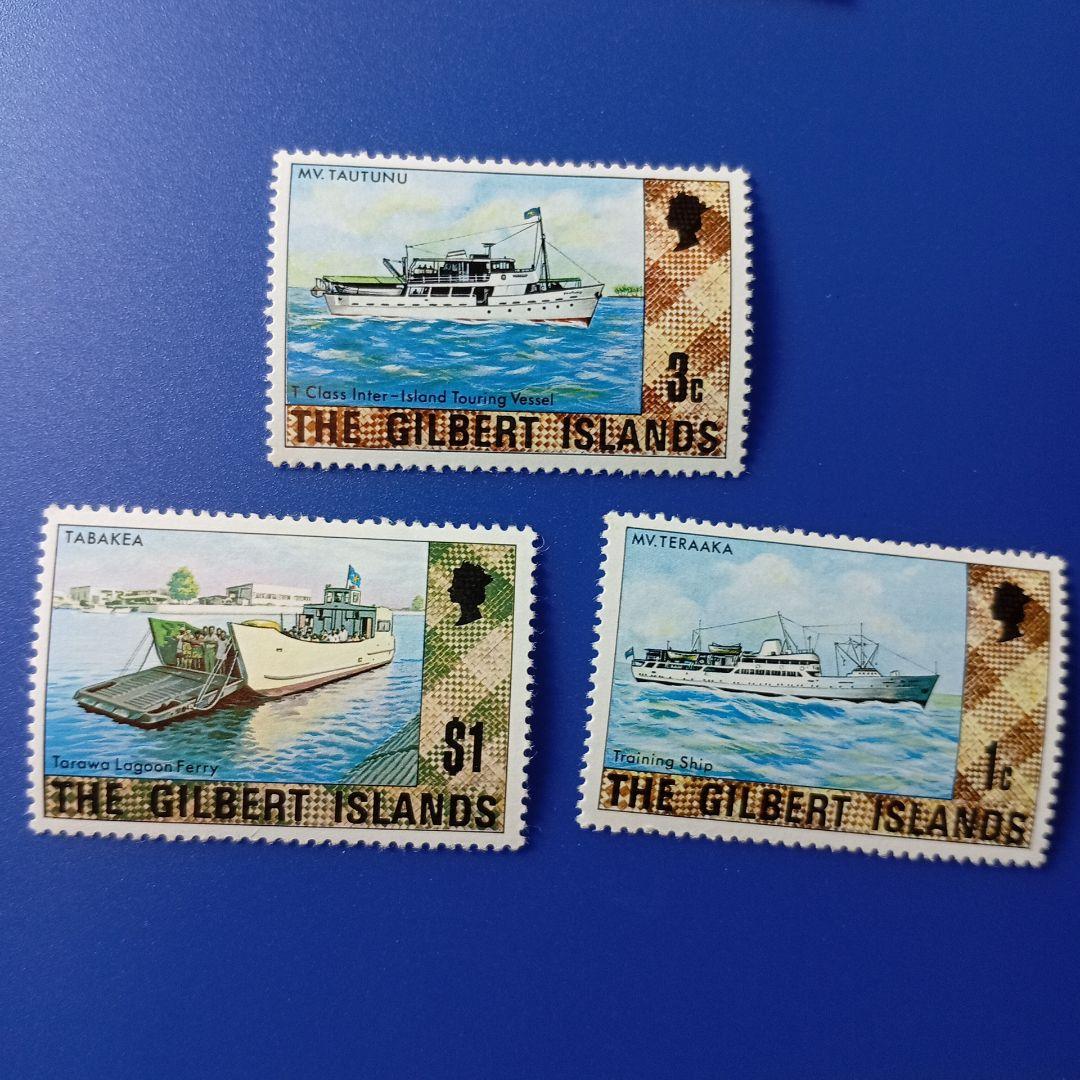 MV. TAUTUNU
3c
T Class Inter-Island Touring Vessel
THE GILBERT ISLANDS
TABAKEA
$1
Tarawa Lagoon Ferry
THE GILBERT ISLANDS
MV. TERAAKA
1c
Training Ship
THE GILBERT ISLANDS